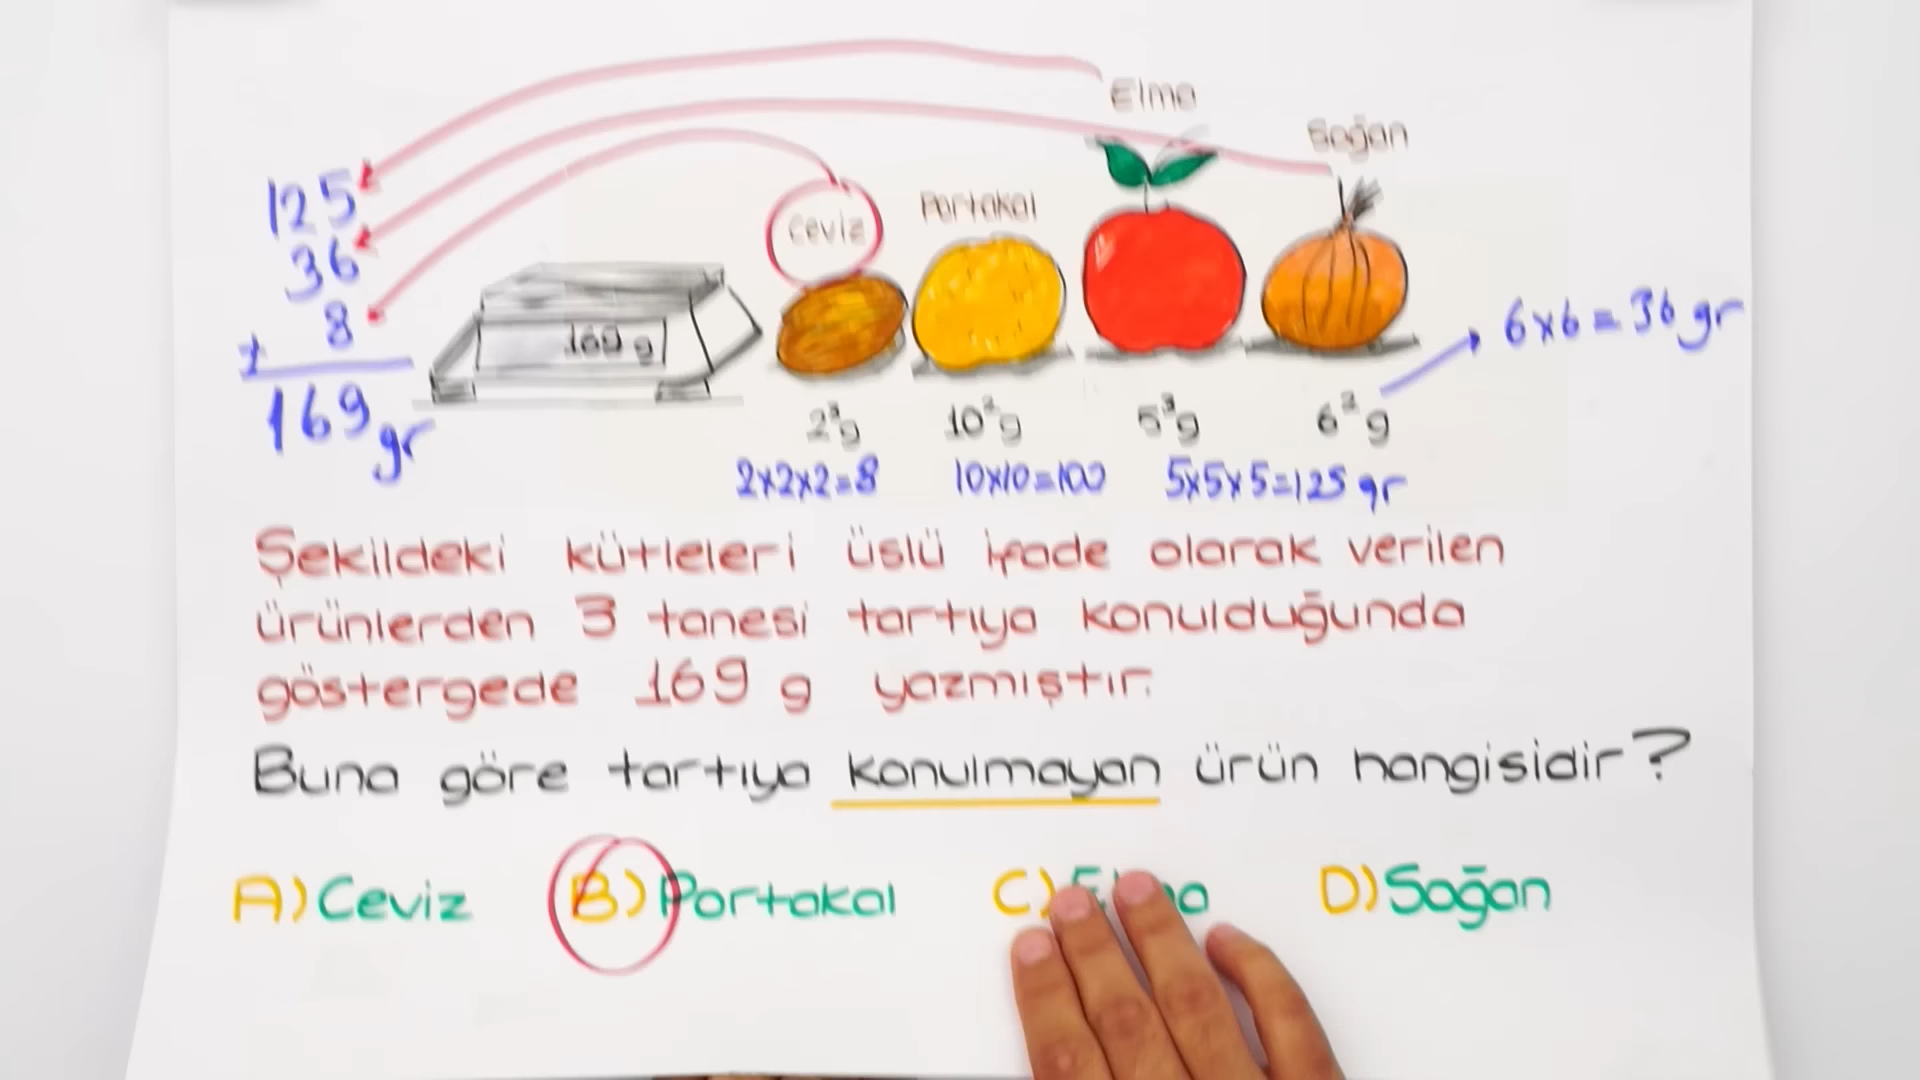 Elma
Soğan
Portakal
Ceviz
125
36
8
+
169 gr
169 g
6x6=36 gr
2³g
10²g
5³g
6²g
2x2x2=8
10x10=100
5x5x5=125 gr
Şekildeki kütleleri üslü ifade olarak verilen
ürünlerden 3 tanesi tartıya konulduğunda
göstergede 169 g yazmıştır.
Buna göre tartıya konulmayan ürün hangisidir?
A) Ceviz
B) Portakal
C)
D) Soğan